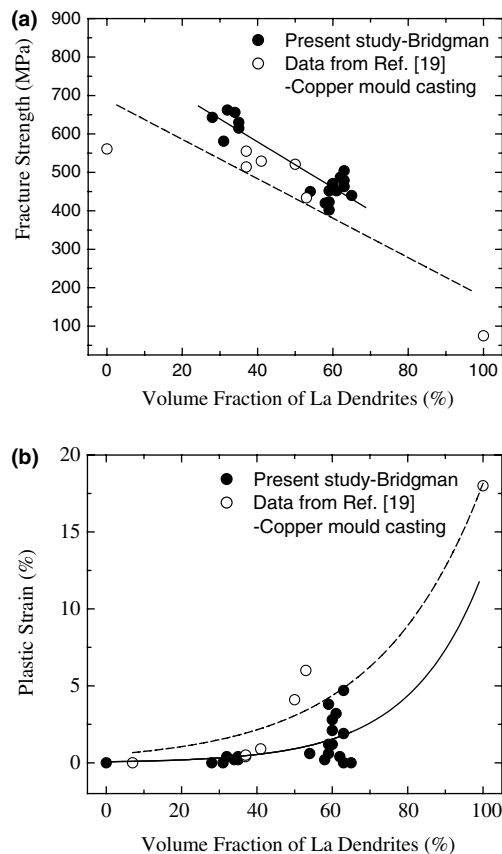 (a)
900
800
700
600
500
400
300
200
100
Fracture Strength (MPa)
Present study-Bridgman
Data from Ref. [19]
-Copper mould casting
0 20 40 60 80 100
Volume Fraction of La Dendrites (%)
(b)
20
15
10
5
0
Plastic Strain (%)
Present study-Bridgman
Data from Ref. [19]
-Copper mould casting
0 20 40 60 80 100
Volume Fraction of La Dendrites (%)